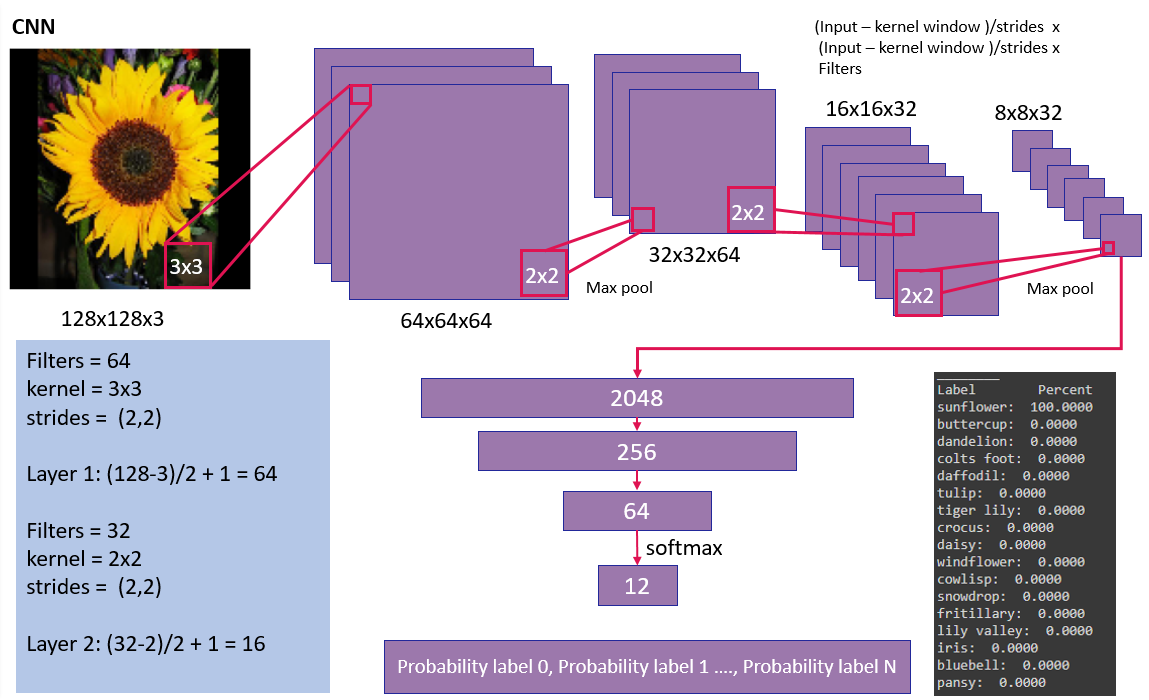 CNN
(Input – kernel window )/strides x
(Input – kernel window )/strides x
Filters
16x16x32
8x8x32
3x3
2x2
2x2
2x2
32x32x64
Max pool
Max pool
128x128x3
64x64x64
Filters = 64
kernel = 3x3
strides = (2,2)
Layer 1: (128-3)/2 + 1 = 64
Filters = 32
kernel = 2x2
strides = (2,2)
Layer 2: (32-2)/2 + 1 = 16
2048
256
64
softmax
12
Probability label 0, Probability label 1 ...., Probability label N
Label Percent
sunflower: 100.0000
buttercup: 0.0000
dandelion: 0.0000
colts foot: 0.0000
daffodil: 0.0000
tulip: 0.0000
tiger lily: 0.0000
crocus: 0.0000
daisy: 0.0000
windflower: 0.0000
cowlisp: 0.0000
snowdrop: 0.0000
fritillary: 0.0000
lily valley: 0.0000
iris: 0.0000
bluebell: 0.0000
pansy: 0.0000